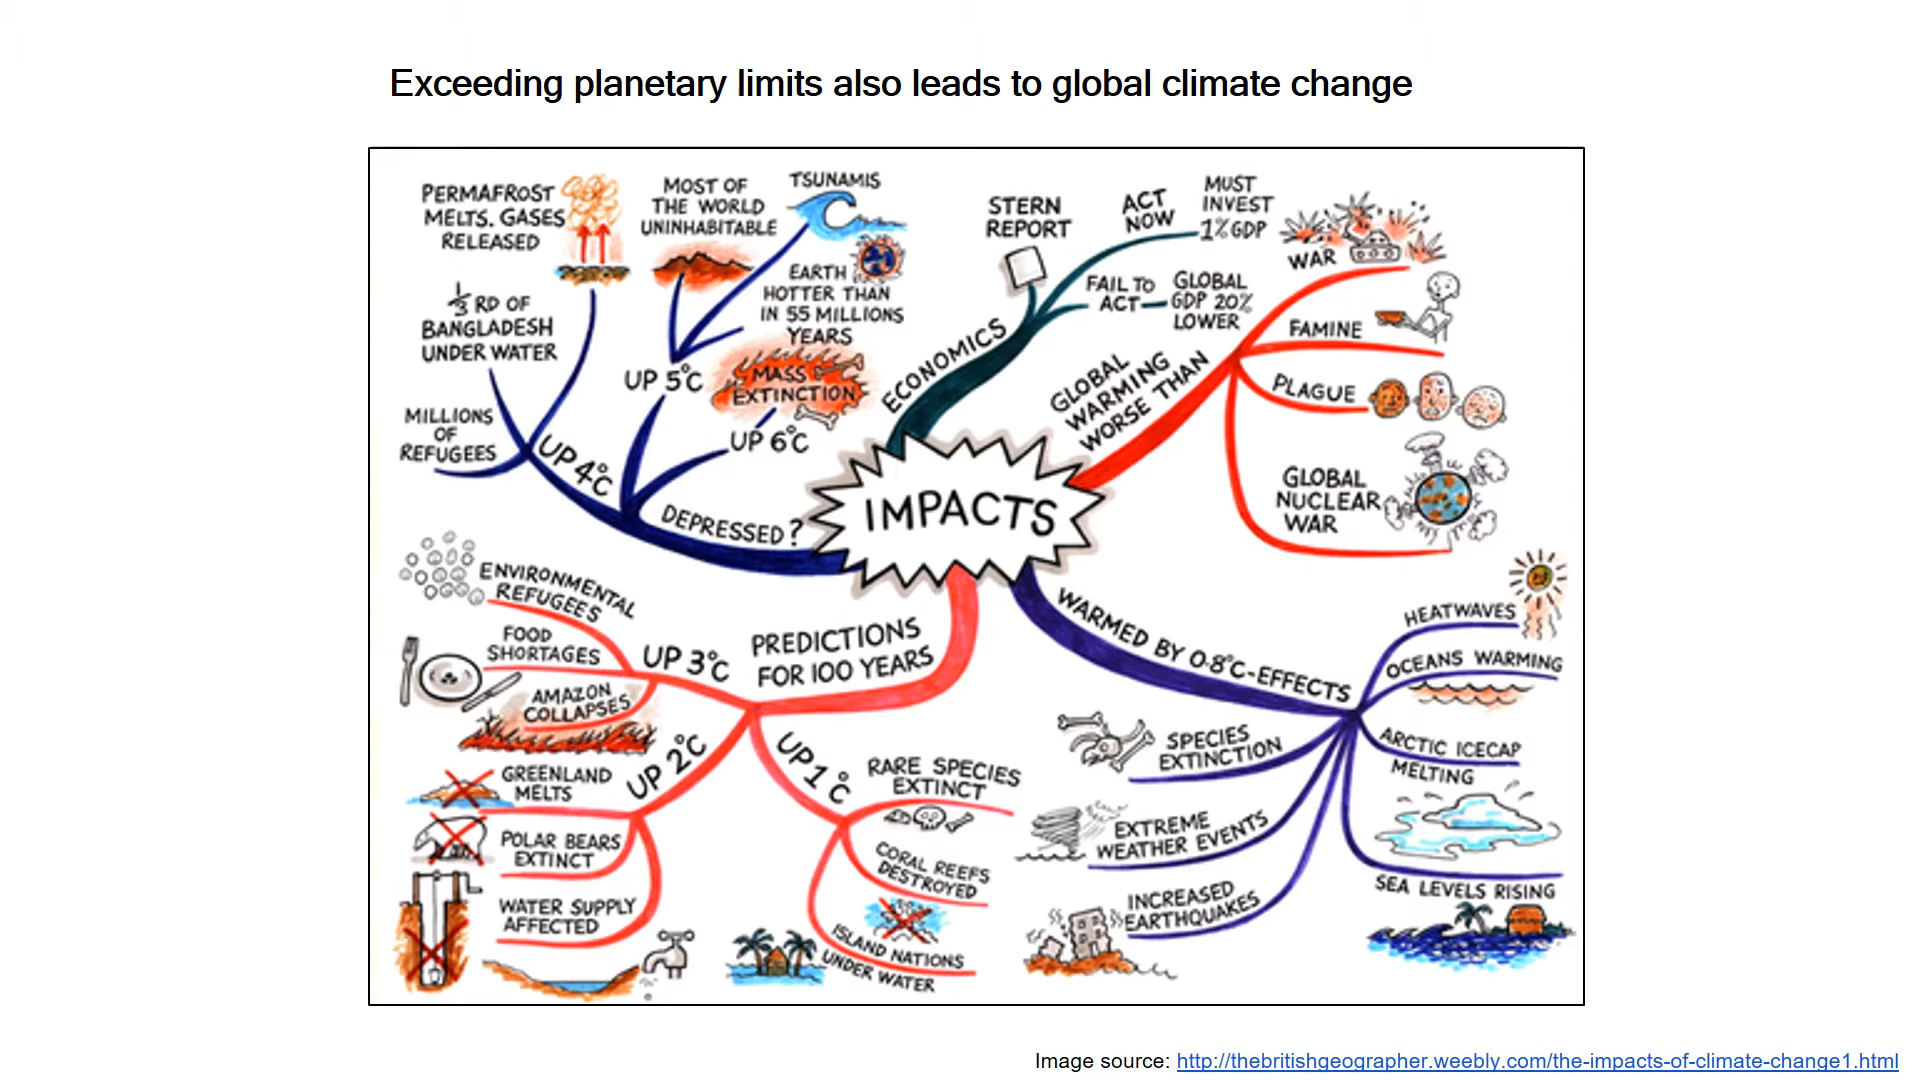 Exceeding planetary limits also leads to global climate change
PERMAFROST
MELTS. GASES
RELEASED
MOST OF
THE WORLD
UNINHABITABLE
TSUNAMIS
EARTH
HOTTER THAN
IN 55 MILLIONS
YEARS
1/3 RD OF
BANGLADESH
UNDER WATER
MILLIONS
OF
REFUGEES
UP 4°C
UP 5°C
MASS
EXTINCTION
UP 6°C
DEPRESSED?
ECONOMICS
STERN
REPORT
ACT
NOW
MUST
INVEST
1% GDP
FAIL TO
ACT
GLOBAL
GDP 20%
LOWER
GLOBAL
WARMING
WORSE THAN
WAR
FAMINE
PLAGUE
GLOBAL
NUCLEAR
WAR
IMPACTS
ENVIRONMENTAL
REFUGEES
FOOD
SHORTAGES
AMAZON
COLLAPSES
UP 3°C
PREDICTIONS
FOR 100 YEARS
UP 2°C
GREENLAND
MELTS
POLAR BEARS
EXTINCT
WATER SUPPLY
AFFECTED
UP 1°C
RARE SPECIES
EXTINCT
CORAL REEFS
DESTROYED
ISLAND NATIONS
UNDER WATER
WARMED BY 0.8°C-EFFECTS
HEATWAVES
OCEANS WARMING
ARCTIC ICECAP
MELTING
SEA LEVELS RISING
SPECIES
EXTINCTION
EXTREME
WEATHER EVENTS
INCREASED
EARTHQUAKES
Image source: http://thebritishgeographer.weebly.com/the-impacts-of-climate-change1.html